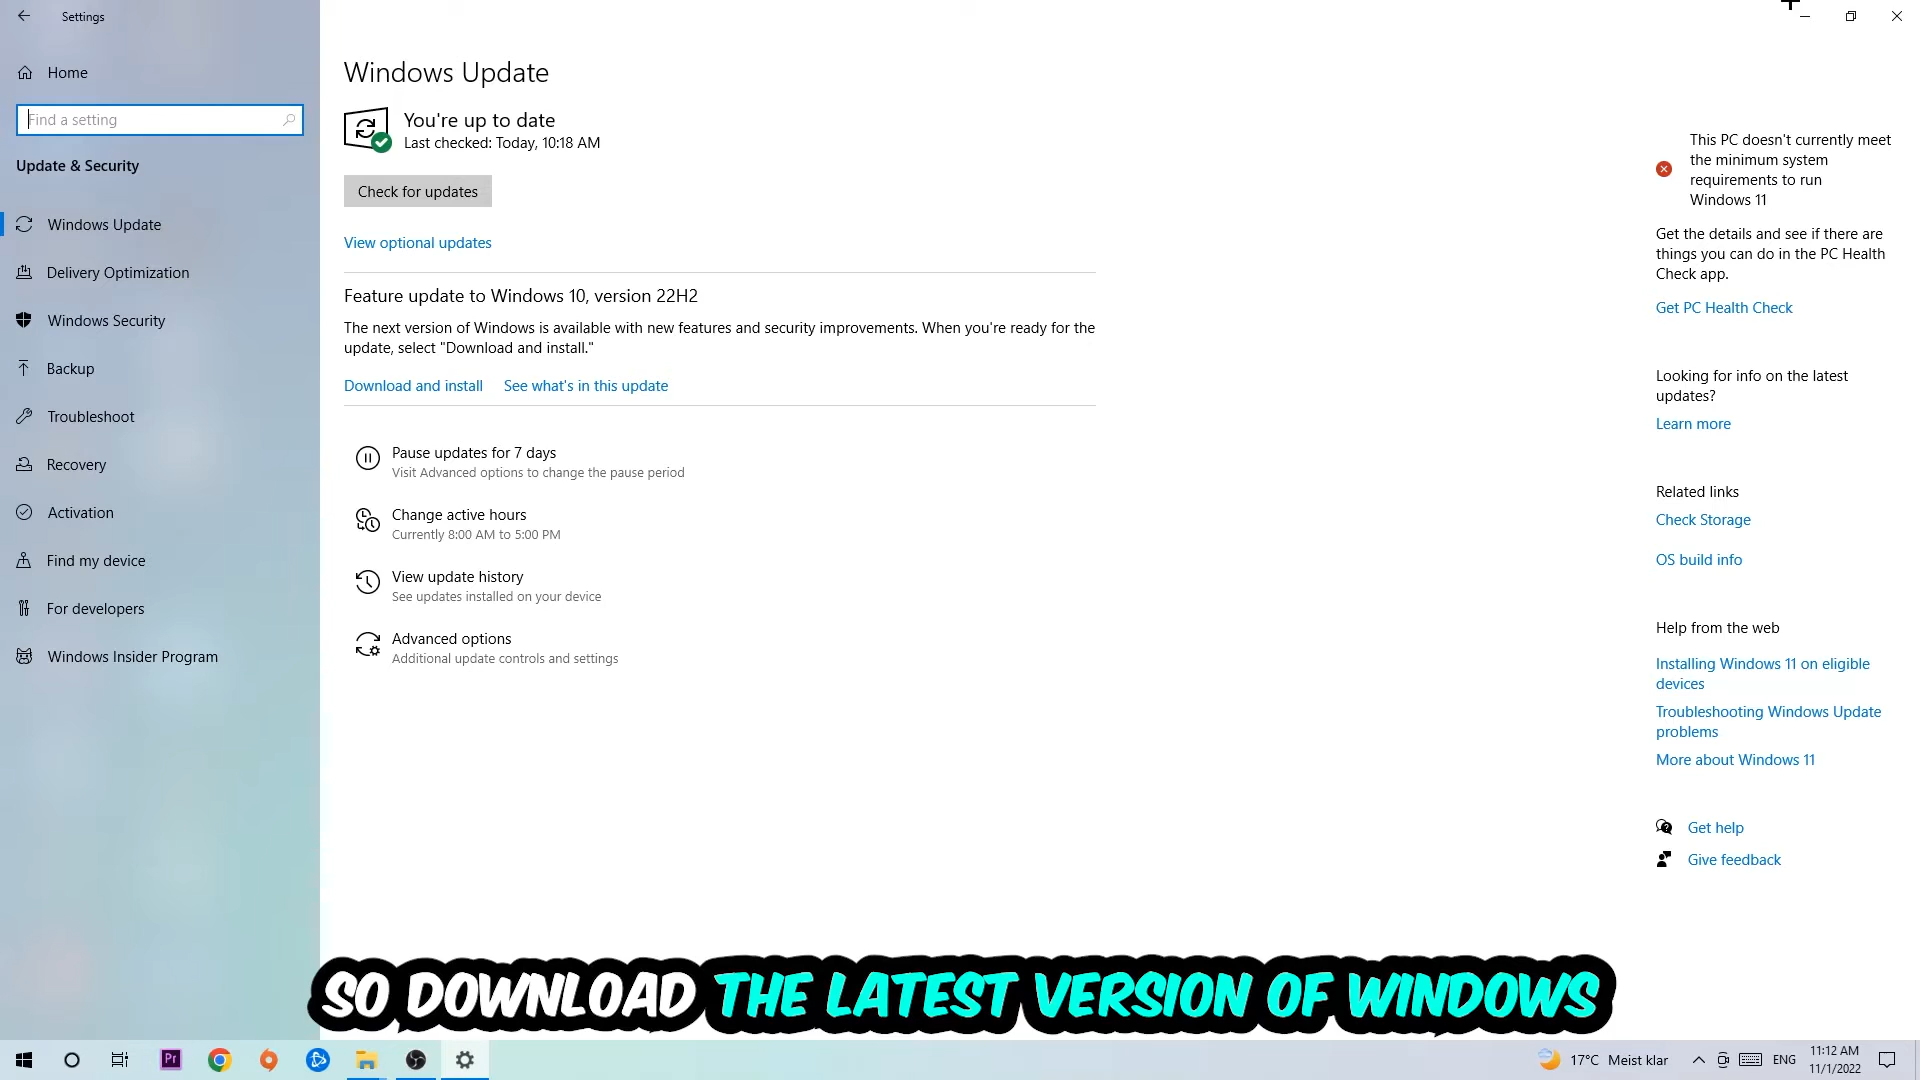 Settings
Home
Find a setting
Update & Security
Windows Update
Delivery Optimization
Windows Security
Backup
Troubleshoot
Recovery
Activation
Find my device
For developers
Windows Insider Program
Windows Update
You're up to date
Last checked: Today, 10:18 AM
Check for updates
View optional updates
Feature update to Windows 10, version 22H2
The next version of Windows is available with new features and security improvements. When you're ready for the
update, select "Download and install."
Download and install See what's in this update
Pause updates for 7 days
Visit Advanced options to change the pause period
Change active hours
Currently 8:00 AM to 5:00 PM
View update history
See updates installed on your device
Advanced options
Additional update controls and settings
This PC doesn't currently meet
the minimum system
requirements to run
Windows 11
Get the details and see if there are
things you can do in the PC Health
Check app.
Get PC Health Check
Looking for info on the latest
updates?
Learn more
Related links
Check Storage
OS build info
Help from the web
Installing Windows 11 on eligible
devices
Troubleshooting Windows Update
problems
More about Windows 11
Get help
Give feedback
SO DOWNLOAD THE LATEST VERSION OF WINDOWS
Pr
17°C Meist klar
ENG
11:12 AM
11/1/2022